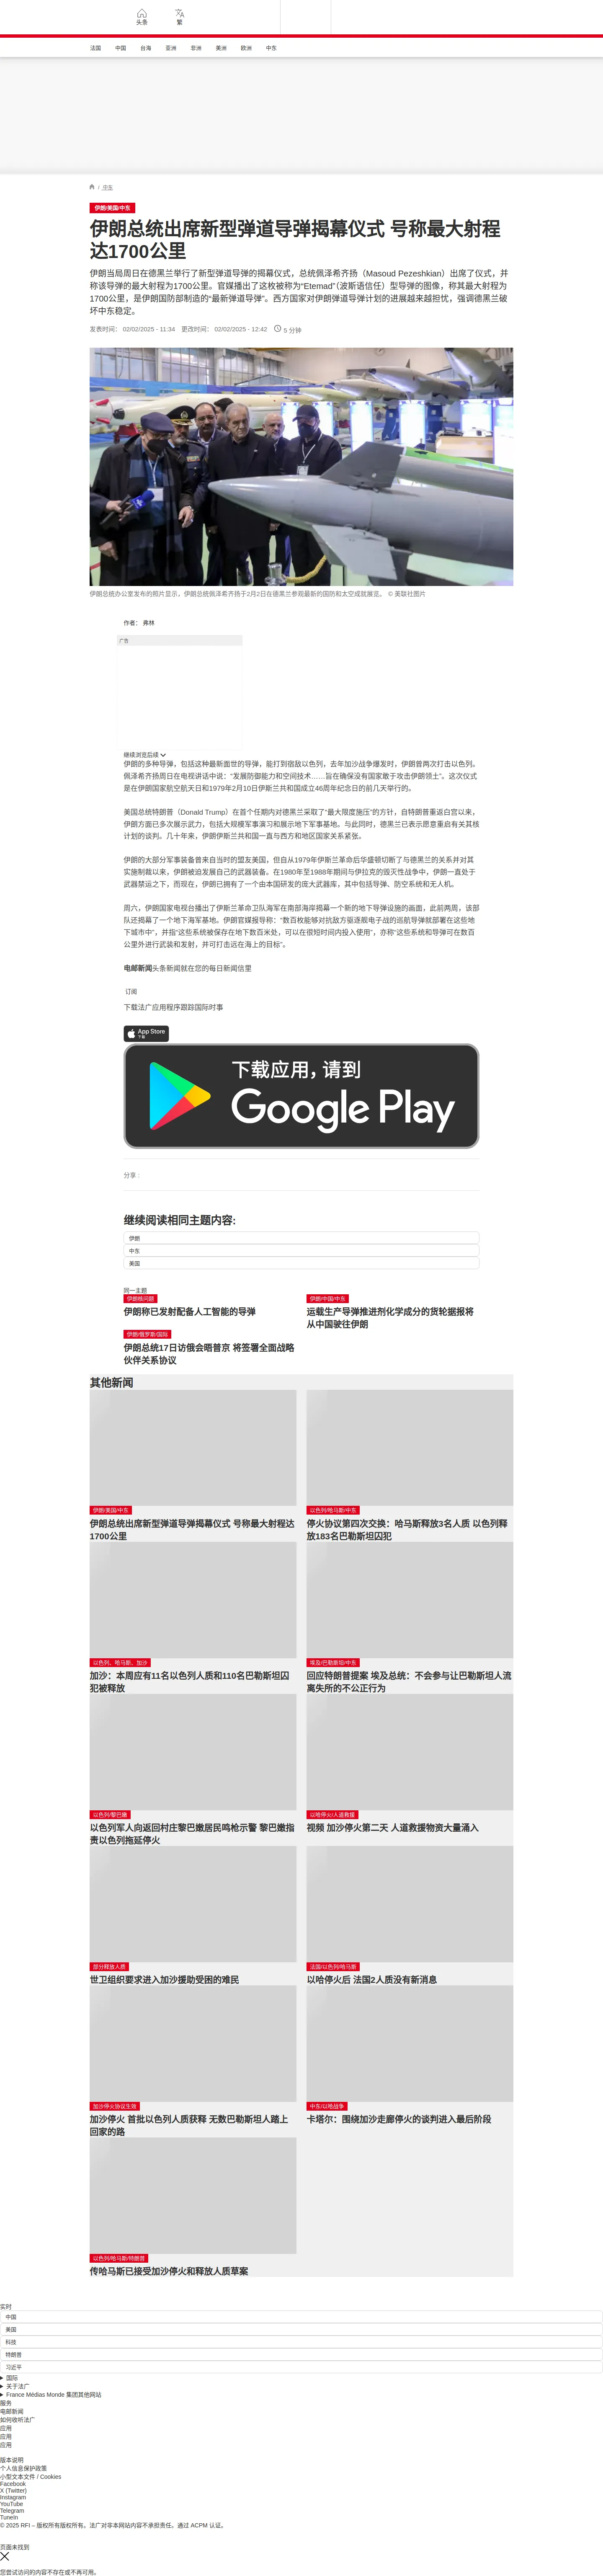 头条
繁
法国
中国
台海
亚洲
非洲
美洲
欧洲
中东
/ 中东
伊朗/美国/中东
伊朗总统出席新型弹道导弹揭幕仪式 号称最大射程
达1700公里
伊朗当局周日在德黑兰举行了新型弹道导弹的揭幕仪式，总统佩泽希齐扬（Masoud Pezeshkian）出席了仪式，并
称该导弹的最大射程为1700公里。官媒播出了这枚被称为“Etemad”（波斯语信任）型导弹的图像，称其最大射程为
1700公里，是伊朗国防部制造的“最新弹道导弹”。西方国家对伊朗弹道导弹计划的进展越来越担忧，强调德黑兰破
坏中东稳定。
发表时间： 02/02/2025 - 11:34 更改时间： 02/02/2025 - 12:42 5 分钟
伊朗总统办公室发布的照片显示，伊朗总统佩泽希齐扬于2月2日在德黑兰参观最新的国防和太空成就展览。 © 美联社图片
作者： 弗林
广告
继续浏览后续
伊朗的多种导弹，包括这种最新面世的导弹，能打到宿敌以色列，去年加沙战争爆发时，伊朗曾两次打击以色列。
佩泽希齐扬周日在电视讲话中说：“发展防御能力和空间技术……旨在确保没有国家敢于攻击伊朗领土”。这次仪式
是在伊朗国家航空航天日和1979年2月10日伊斯兰共和国成立46周年纪念日的前几天举行的。
美国总统特朗普（Donald Trump）在首个任期内对德黑兰采取了“最大限度施压”的方针，自特朗普重返白宫以来，
伊朗方面已多次展示武力，包括大规模军事演习和展示地下军事基地。与此同时，德黑兰已表示愿意重启有关其核
计划的谈判。几十年来，伊朗伊斯兰共和国一直与西方和地区国家关系紧张。
伊朗的大部分军事装备曾来自当时的盟友美国，但自从1979年伊斯兰革命后华盛顿切断了与德黑兰的关系并对其
实施制裁以来，伊朗被迫发展自己的武器装备。在1980年至1988年期间与伊拉克的毁灭性战争中，伊朗一直处于
武器禁运之下，而现在，伊朗已拥有了一个由本国研发的庞大武器库，其中包括导弹、防空系统和无人机。
周六，伊朗国家电视台播出了伊斯兰革命卫队海军在南部海岸揭幕一个新的地下导弹设施的画面，此前两周，该部
队还揭幕了一个地下海军基地。伊朗官媒报导称：“数百枚能够对抗敌方驱逐舰电子战的巡航导弹就部署在这些地
下城市中”，并指“这些系统被保存在地下数百米处，可以在很短时间内投入使用”，亦称“这些系统和导弹可在数百
公里外进行武装和发射，并可打击远在海上的目标”。
电邮新闻头条新闻就在您的每日新闻信里
订阅
下载法广应用程序跟踪国际时事
App Store
下载
下载应用，请到
Google Play
分享 :
继续阅读相同主题内容:
伊朗
中东
美国
同一主题
伊朗核问题
伊朗称已发射配备人工智能的导弹
伊朗/中国/中东
运载生产导弹推进剂化学成分的货轮据报将
从中国驶往伊朗
伊朗/俄罗斯/国际
伊朗总统17日访俄会晤普京 将签署全面战略
伙伴关系协议
其他新闻
伊朗/美国/中东
伊朗总统出席新型弹道导弹揭幕仪式 号称最大射程达
1700公里
以色列/哈马斯/中东
停火协议第四次交换：哈马斯释放3名人质 以色列释
放183名巴勒斯坦囚犯
以色列、哈马斯、加沙
加沙：本周应有11名以色列人质和110名巴勒斯坦囚
犯被释放
埃及/巴勒斯坦/中东
回应特朗普提案 埃及总统：不会参与让巴勒斯坦人流
离失所的不公正行为
以色列/黎巴嫩
以色列军人向返回村庄黎巴嫩居民鸣枪示警 黎巴嫩指
责以色列拖延停火
以哈停火/人道救援
视频 加沙停火第二天 人道救援物资大量涌入
部分释放人质
世卫组织要求进入加沙援助受困的难民
法国/以色列/哈马斯
以哈停火后 法国2人质没有新消息
加沙停火协议生效
加沙停火 首批以色列人质获释 无数巴勒斯坦人踏上
回家的路
中东/以哈战争
卡塔尔：围绕加沙走廊停火的谈判进入最后阶段
以色列/哈马斯/特朗普
传哈马斯已接受加沙停火和释放人质草案
实时
中国
美国
科技
特朗普
习近平
国际
关于法广
France Médias Monde 集团其他网站
服务
电邮新闻
如何收听法广
应用
应用
应用
版本说明
个人信息保护政策
小型文本文件 / Cookies
Facebook
X (Twitter)
Instagram
YouTube
Telegram
TuneIn
© 2025 RFI – 版权所有版权所有。法广对非本网站内容不承担责任。通过 ACPM 认证。
页面未找到
您尝试访问的内容不存在或不再可用。